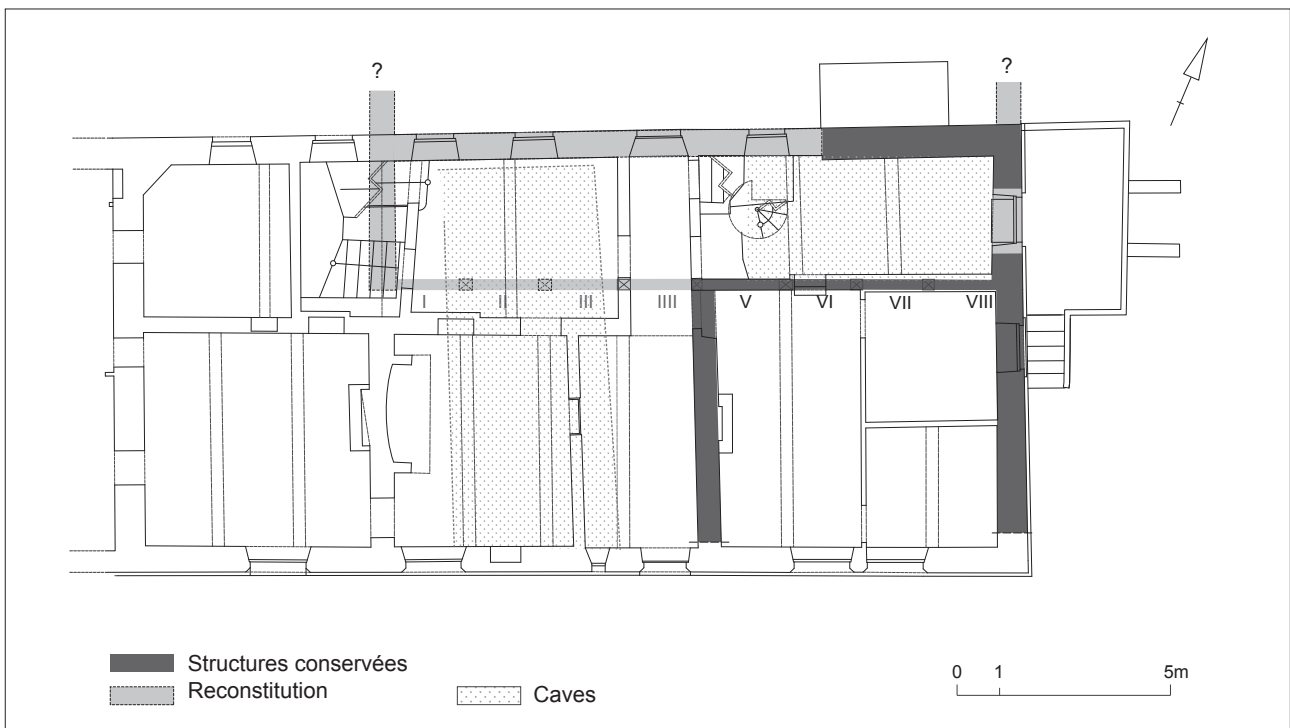 ? ?
I II III IIII V VI VII VIII
Structures conservées
Reconstitution
Caves
0 1 5m